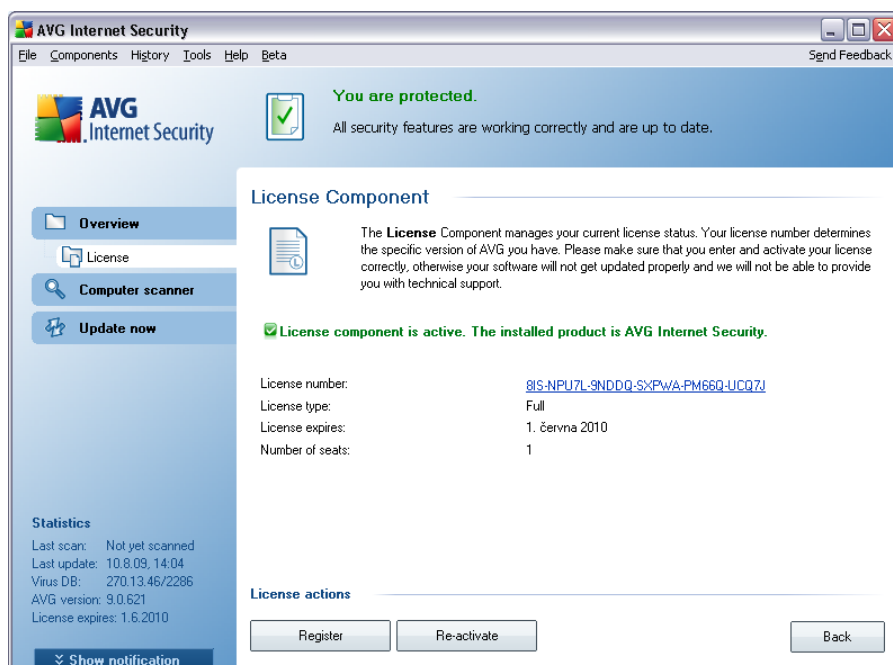 AVG Internet Security
File Components History Tools Help Beta Send Feedback
AVG
Internet Security
You are protected.
All security features are working correctly and are up to date.
License Component
Overview
License
Computer scanner
Update now
The License Component manages your current license status. Your license number determines
the specific version of AVG you have. Please make sure that you enter and activate your license
correctly, otherwise your software will not get updated properly and we will not be able to provide
you with technical support.
License component is active. The installed product is AVG Internet Security.
License number: 8IS-NPU7L-9NDDQ-SXPWA-PM66Q-UCQ7J
License type: Full
License expires: 1. června 2010
Number of seats: 1
Statistics
Last scan: Not yet scanned
Last update: 10.8.09, 14:04
Virus DB: 270.13.46/2286
AVG version: 9.0.621
License expires: 1.6.2010
Show notification
License actions
Register
Re-activate
Back